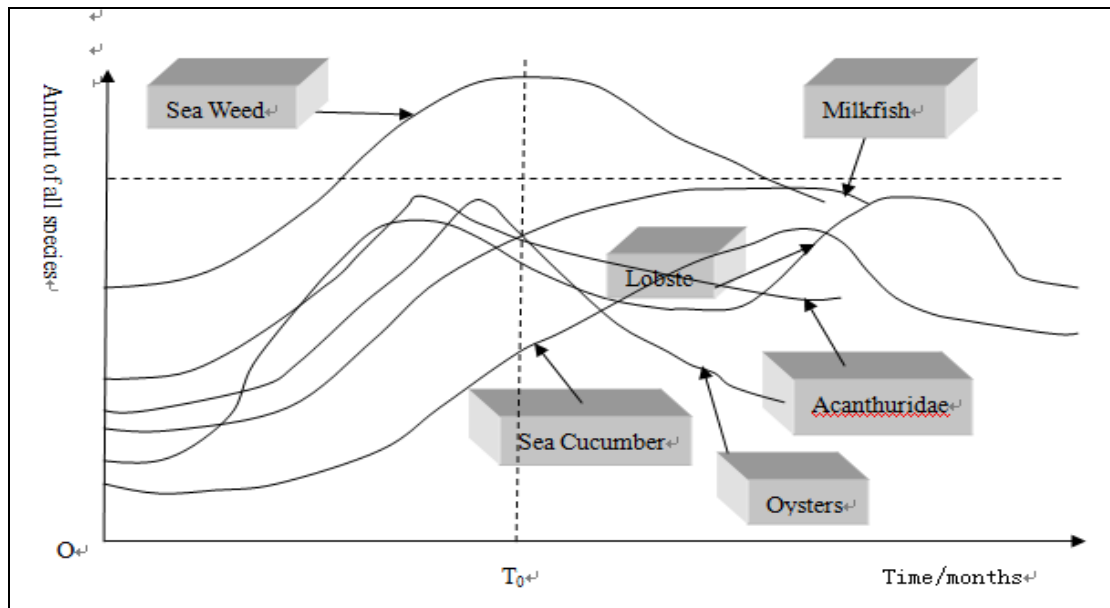 Amount of all species
Sea Weed
Milkfish
Lobste
Acanthuridae
Sea Cucumber
Oysters
O
T₀
Time/months